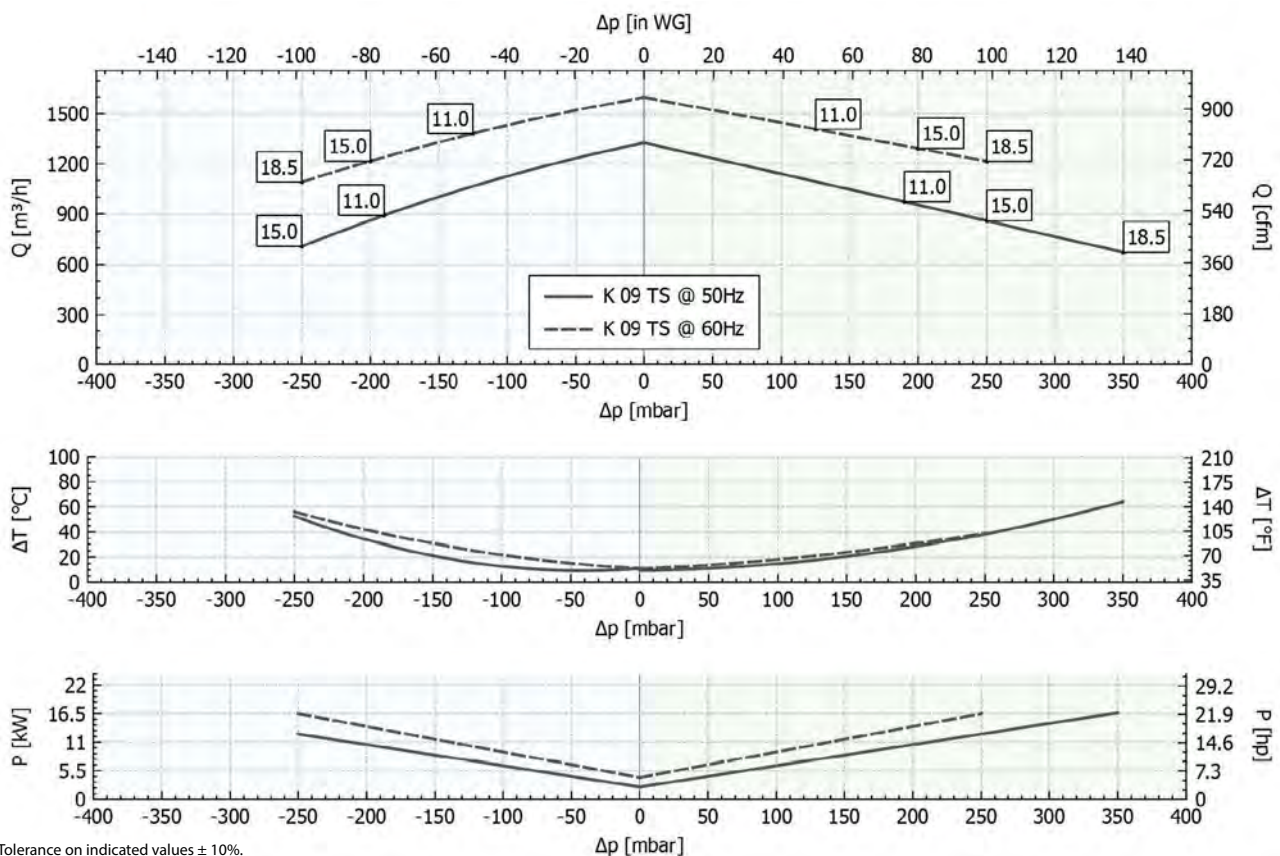 Δp [in WG]
-140 -120 -100 -80 -60 -40 -20 0 20 40 60 80 100 120 140
Q [m³/h]
1500
1200
900
600
300
0
Q [cfm]
900
720
540
360
180
0
18.5 15.0 11.0 11.0 15.0 18.5
15.0 11.0 11.0 15.0 18.5
K 09 TS @ 50Hz
K 09 TS @ 60Hz
-400 -350 -300 -250 -200 -150 -100 -50 0 50 100 150 200 250 300 350 400
Δp [mbar]
ΔT [°C]
100
80
60
40
20
0
ΔT [°F]
210
175
140
105
70
35
-400 -350 -300 -250 -200 -150 -100 -50 0 50 100 150 200 250 300 350 400
Δp [mbar]
P [kW]
22
16.5
11
5.5
0
P [hp]
29.2
21.9
14.6
7.3
0
-400 -350 -300 -250 -200 -150 -100 -50 0 50 100 150 200 250 300 350 400
Δp [mbar]
Tolerance on indicated values ± 10%.